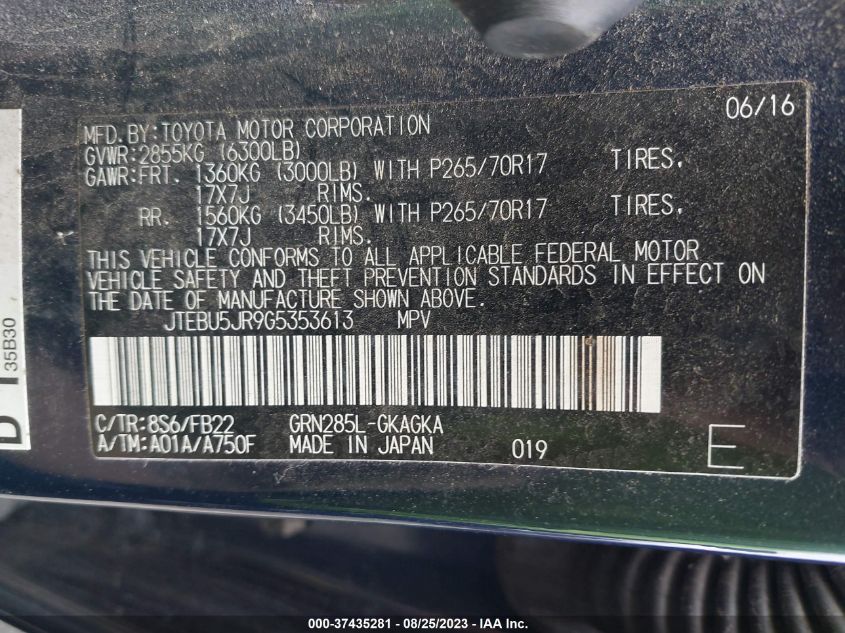 06/16
MFD.BY:TOYOTA MOTOR CORPORATION
GVWR:2855KG (6300LB)
GAWR:FRT. 1360KG (3000LB) WITH P265/70R17 TIRES,
17X7J RIMS.
RR. 1560KG (3450LB) WITH P265/70R17 TIRES,
17X7J RIMS.
THIS VEHICLE CONFORMS TO ALL APPLICABLE FEDERAL MOTOR
VEHICLE SAFETY AND THEFT PREVENTION STANDARDS IN EFFECT ON
THE DATE OF MANUFACTURE SHOWN ABOVE.
JTEBU5JR9G5353613 MPV
C/TR:8S6/FB22 GRN285L-GKAGKA
A/TM:A01A/A750F MADE IN JAPAN 019 E
35B30
000-37435281 - 08/25/2023 - IAA Inc.